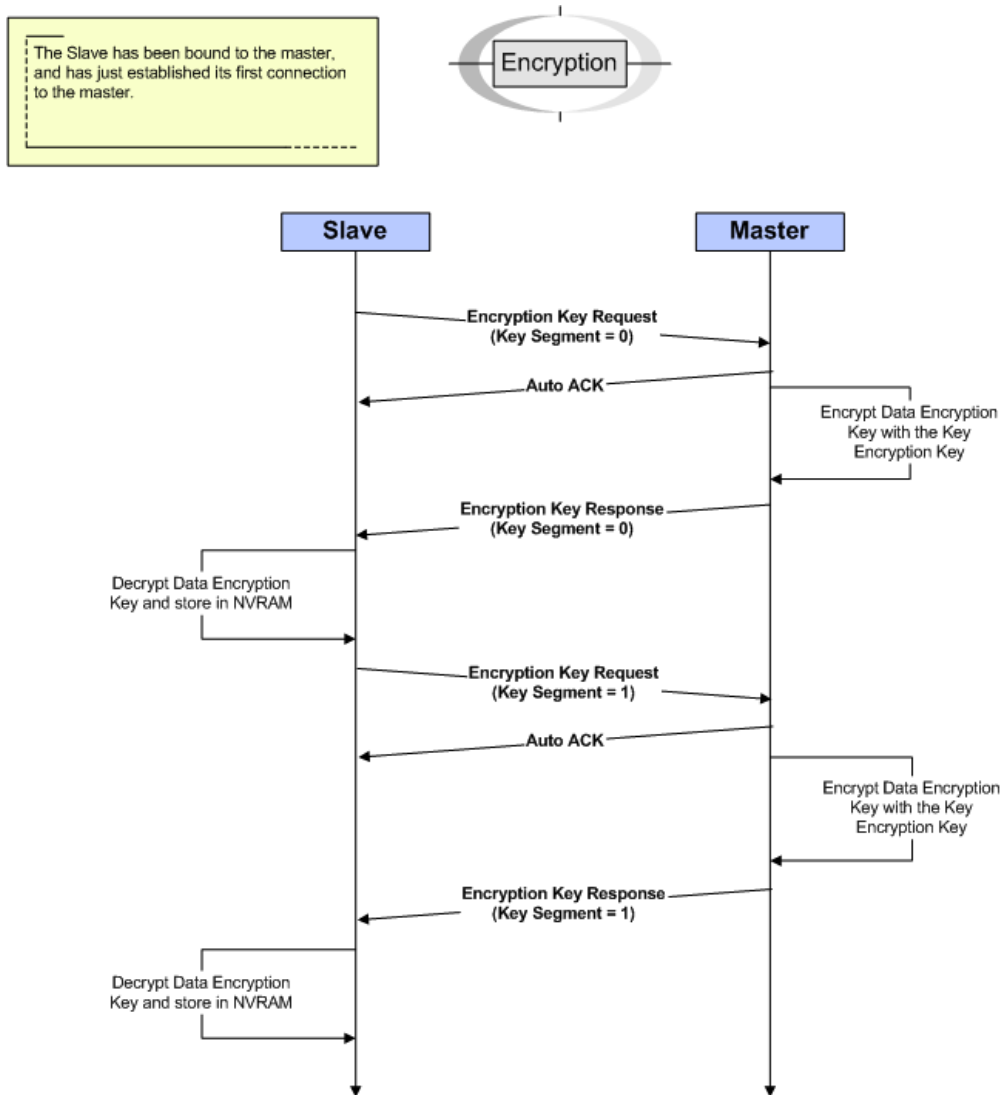 The Slave has been bound to the master,
and has just established its first connection
to the master.
Encryption
Slave
Master
Encryption Key Request
(Key Segment = 0)
Auto ACK
Encrypt Data Encryption
Key with the Key
Encryption Key
Encryption Key Response
(Key Segment = 0)
Decrypt Data Encryption
Key and store in NVRAM
Encryption Key Request
(Key Segment = 1)
Auto ACK
Encrypt Data Encryption
Key with the Key
Encryption Key
Encryption Key Response
(Key Segment = 1)
Decrypt Data Encryption
Key and store in NVRAM